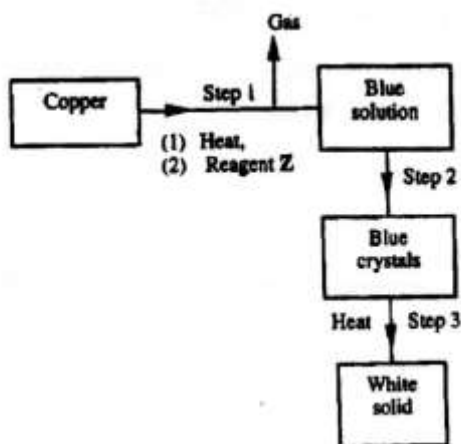 Gas
Copper
Step 1
Blue
solution
(1) Heat,
(2) Reagent Z
Step 2
Blue
crystals
Heat
Step 3
White
solid